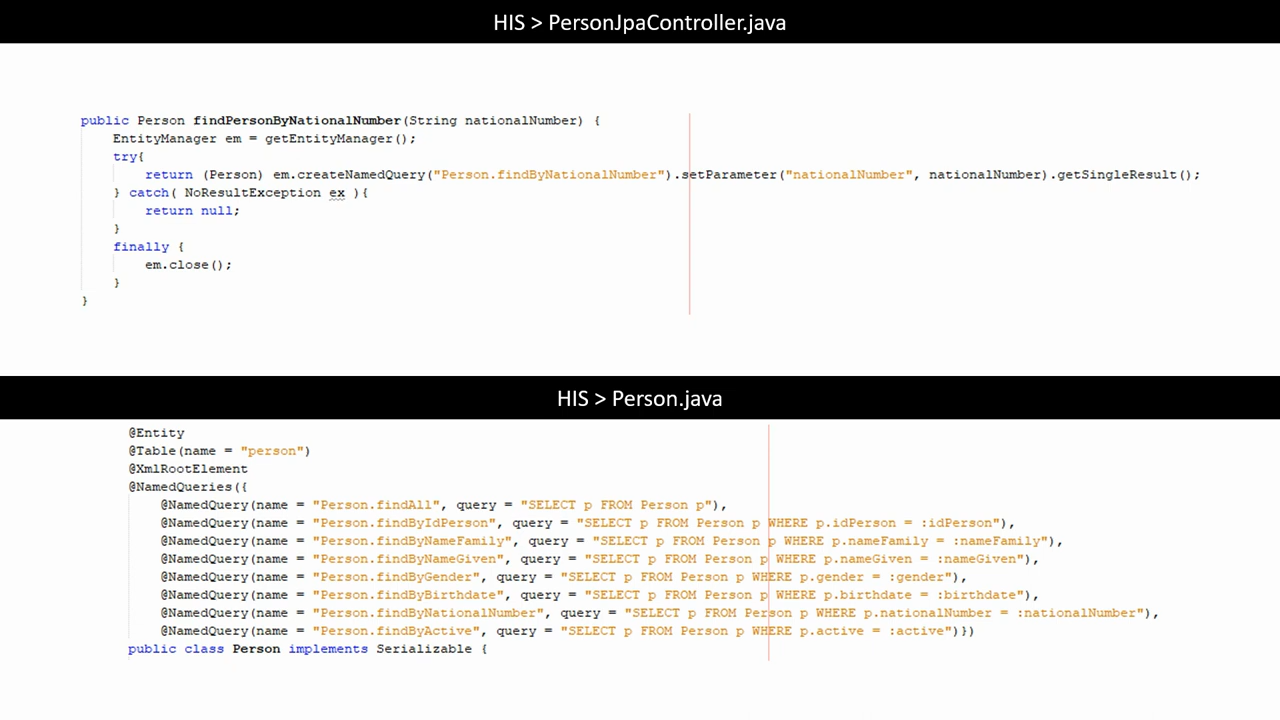 HIS > PersonJpaController.java
public Person findPersonByNationalNumber(String nationalNumber) {
EntityManager em = getEntityManager();
try{
return (Person) em.createNamedQuery("Person.findByNationalNumber").setParameter("nationalNumber", nationalNumber).getSingleResult();
} catch( NoResultException ex ){
return null;
}
finally {
em.close();
}
}
HIS > Person.java
@Entity
@Table(name = "person")
@XmlRootElement
@NamedQueries({
@NamedQuery(name = "Person.findAll", query = "SELECT p FROM Person p"),
@NamedQuery(name = "Person.findByIdPerson", query = "SELECT p FROM Person p WHERE p.idPerson = :idPerson"),
@NamedQuery(name = "Person.findByNameFamily", query = "SELECT p FROM Person p WHERE p.nameFamily = :nameFamily"),
@NamedQuery(name = "Person.findByNameGiven", query = "SELECT p FROM Person p WHERE p.nameGiven = :nameGiven"),
@NamedQuery(name = "Person.findByGender", query = "SELECT p FROM Person p WHERE p.gender = :gender"),
@NamedQuery(name = "Person.findByBirthdate", query = "SELECT p FROM Person p WHERE p.birthdate = :birthdate"),
@NamedQuery(name = "Person.findByNationalNumber", query = "SELECT p FROM Person p WHERE p.nationalNumber = :nationalNumber"),
@NamedQuery(name = "Person.findByActive", query = "SELECT p FROM Person p WHERE p.active = :active")})
public class Person implements Serializable {